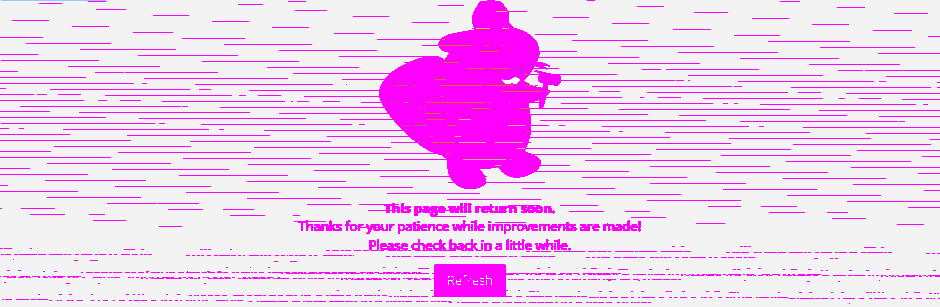 This page will return soon.
Thanks for your patience while improvements are made!
Please check back in a little while.
Refresh